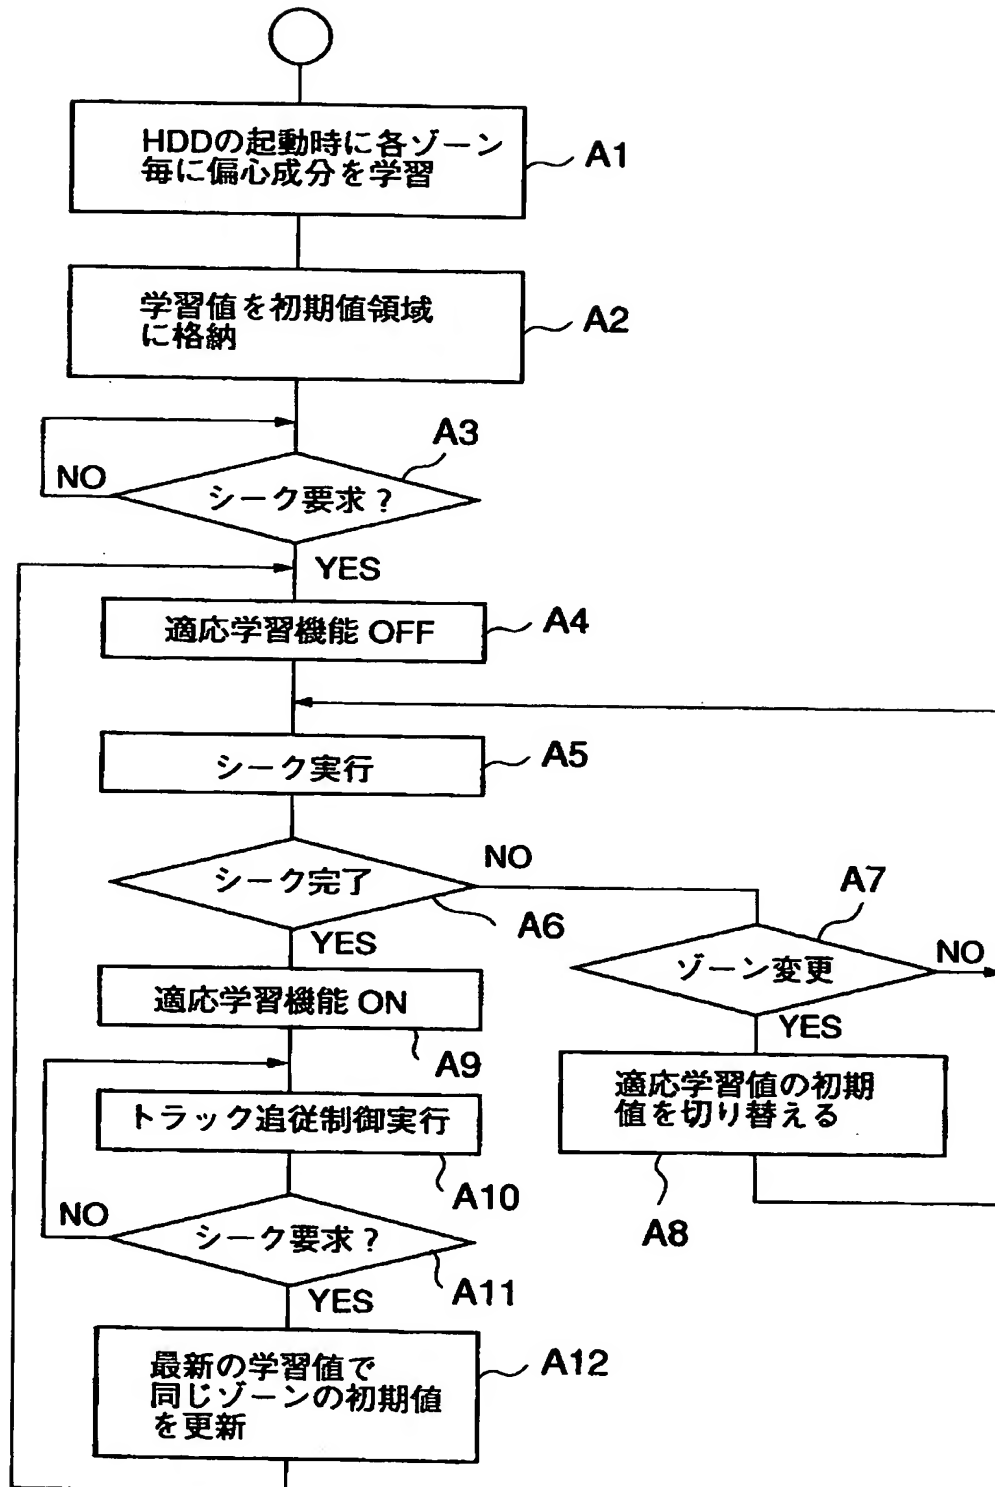 HDDの起動時に各ゾーン
毎に偏心成分を学習
A1
学習値を初期値領域
に格納
A2
A3
NO
シーク要求?
YES
適応学習機能 OFF
A4
シーク実行
A5
シーク完了
NO
A6
YES
A7
ゾーン変更
NO
YES
適応学習機能 ON
A9
適応学習値の初期
値を切り替える
A8
トラック追従制御実行
A10
NO
シーク要求?
A11
YES
最新の学習値で
同じゾーンの初期値
を更新
A12